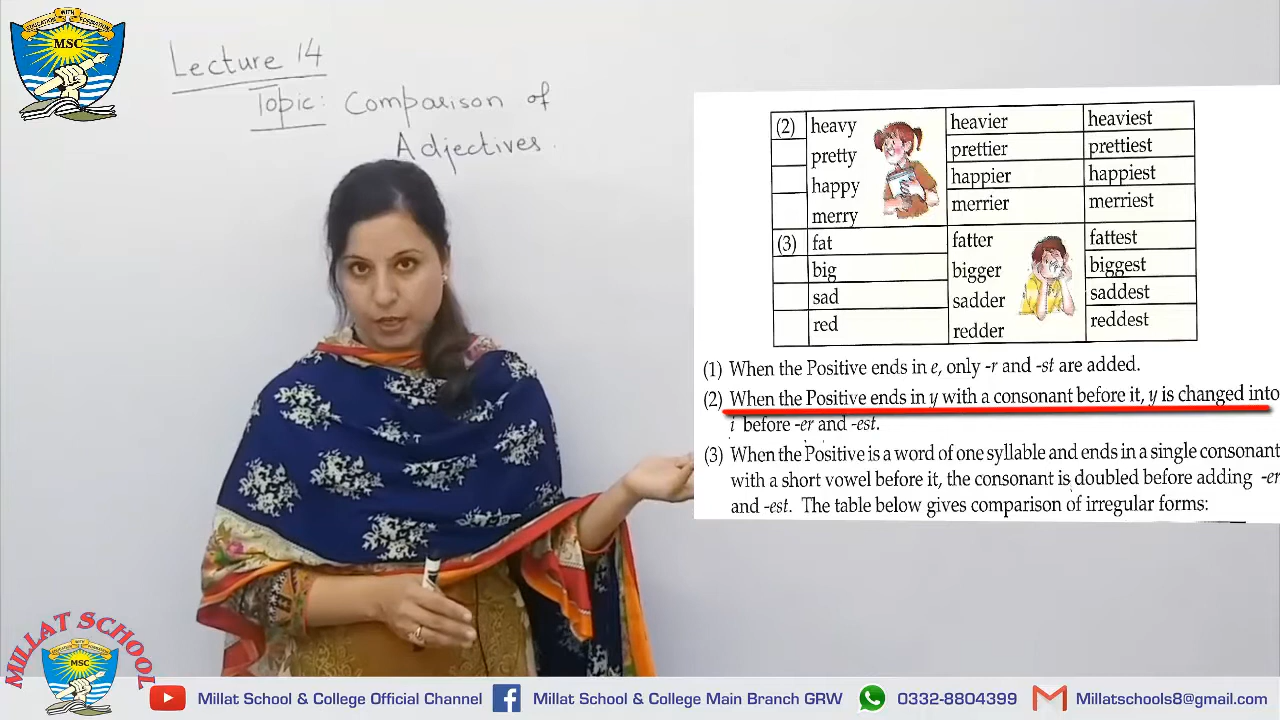 EDUCATION WITH FORMATION
MSC
Lecture 14
Topic: Comparison of
Adjectives.
(2) heavy heavier heaviest
pretty prettier prettiest
happy happier happiest
merry merrier merriest
(3) fat fatter fattest
big bigger biggest
sad sadder saddest
red redder reddest
(1) When the Positive ends in e, only -r and -st are added.
(2) When the Positive ends in y with a consonant before it, y is changed into
i before -er and -est.
(3) When the Positive is a word of one syllable and ends in a single consonant
with a short vowel before it, the consonant is doubled before adding -er
and -est. The table below gives comparison of irregular forms:
MILLAT SCHOOL
MSC
Millat School & College Official Channel Millat School & College Main Branch GRW 0332-8804399 Millatschools8@gmail.com